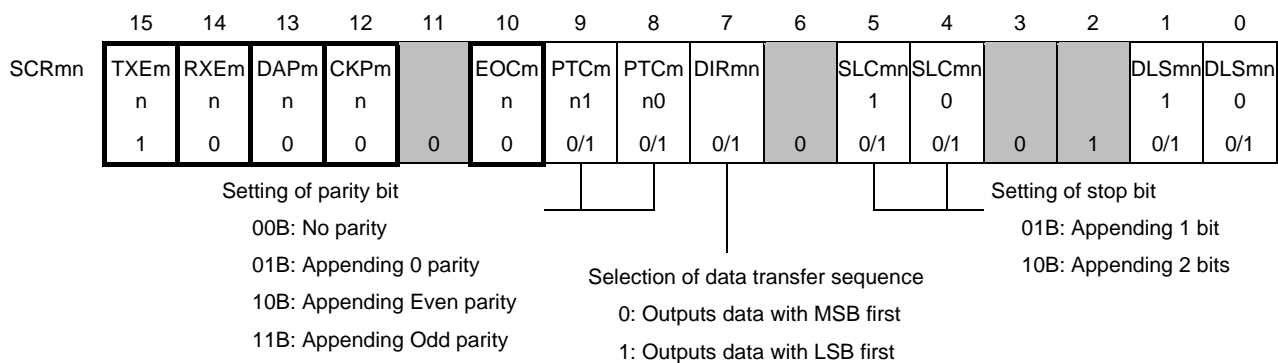 15 14 13 12 11 10 9 8 7 6 5 4 3 2 1 0
SCRmn TXEm RXEm DAPm CKPm EOCm PTCm PTCm DIRmn SLCmn SLCmn DLSmn DLSmn
n n n n n n1 n0 1 0 1 0
1 0 0 0 0 0 0/1 0/1 0/1 0 0/1 0/1 0 1 0/1 0/1
Setting of parity bit
00B: No parity
01B: Appending 0 parity
10B: Appending Even parity
11B: Appending Odd parity
Selection of data transfer sequence
0: Outputs data with MSB first
1: Outputs data with LSB first
Setting of stop bit
01B: Appending 1 bit
10B: Appending 2 bits